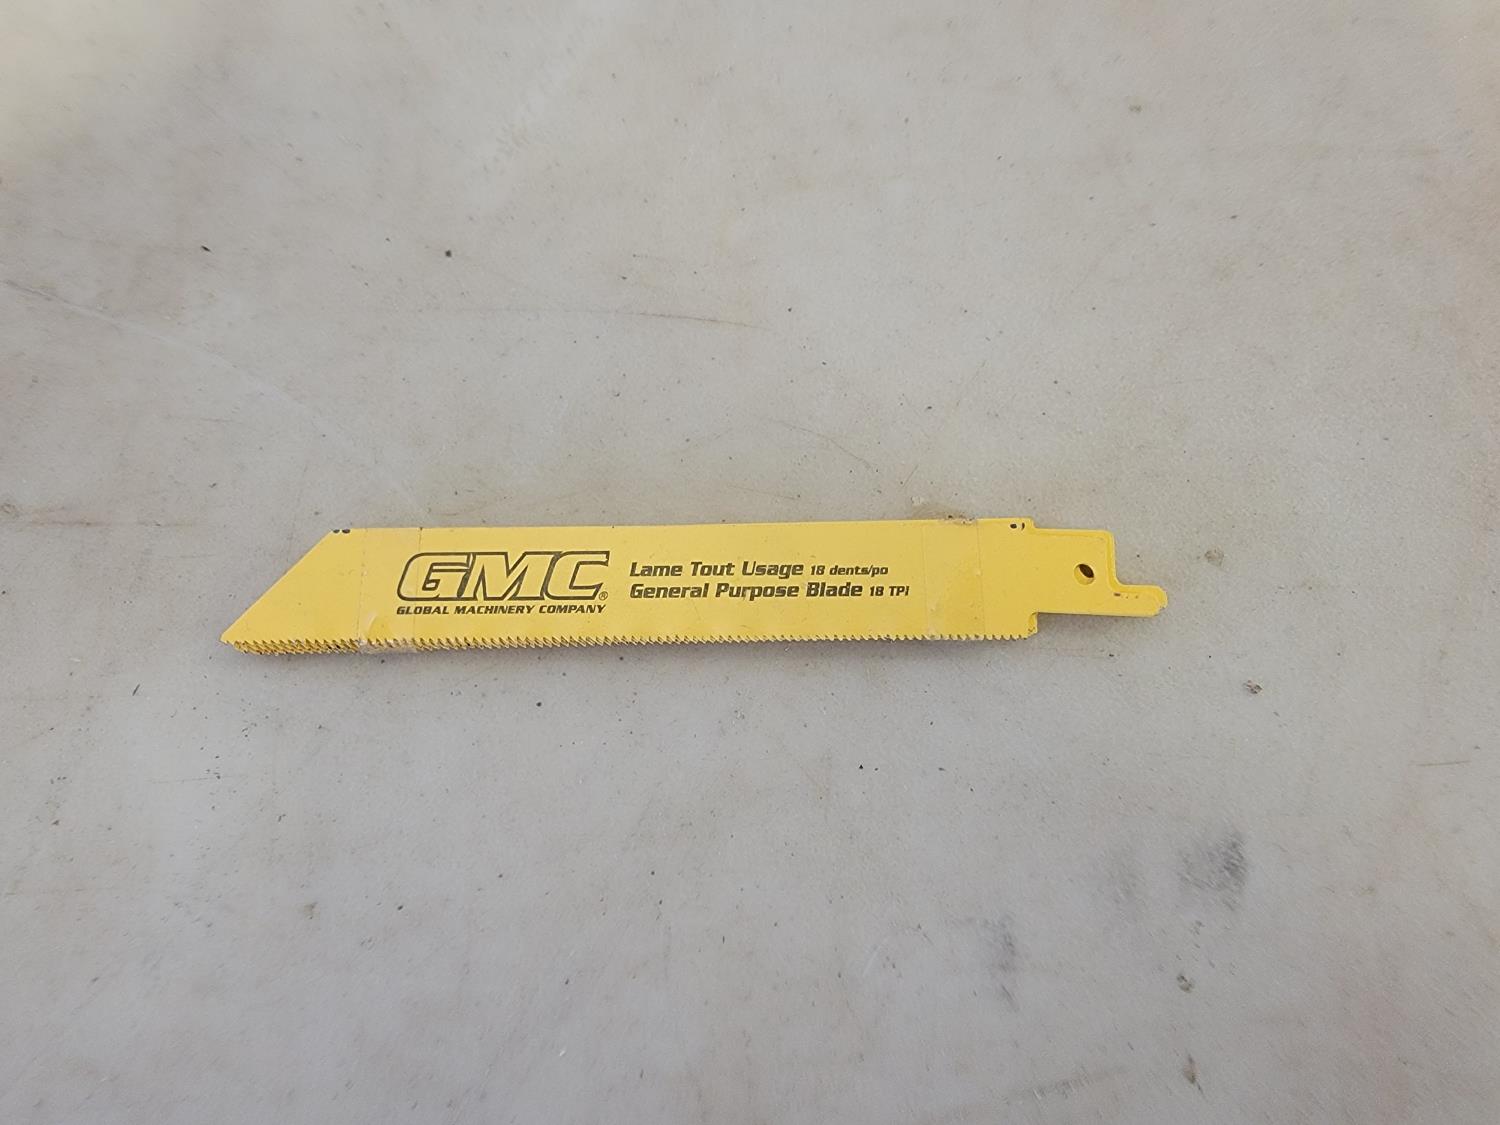 GMC®
GLOBAL MACHINERY COMPANY
Lame Tout Usage 18 dents/po
General Purpose Blade 18 TPI